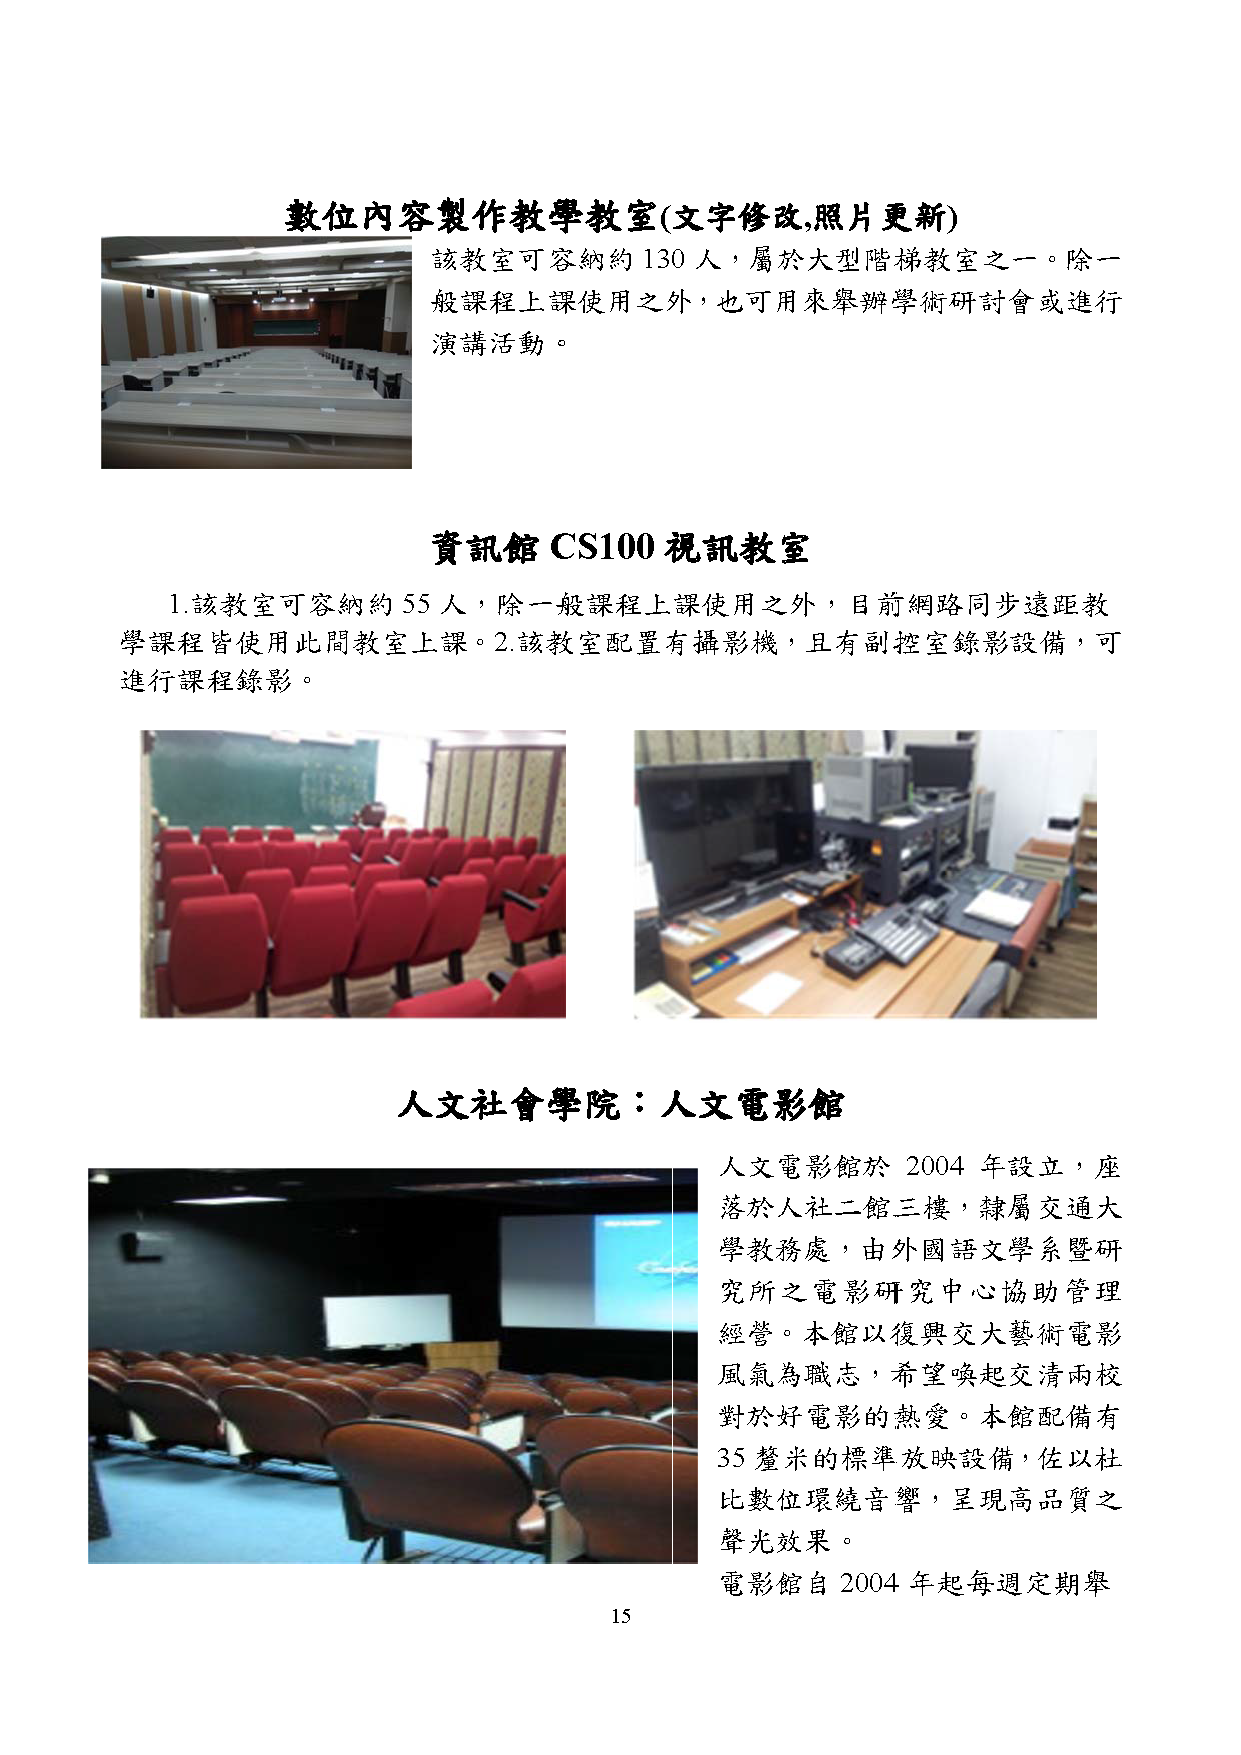 數位內容製作教學教室(文字修改,照片更新)
該教室可容納約 130 人，屬於大型階梯教室之一。除一
般課程上課使用之外，也可用來舉辦學術研討會或進行
演講活動。
資訊館 CS100 視訊教室
1.該教室可容納約 55 人，除一般課程上課使用之外，目前網路同步遠距教
學課程皆使用此間教室上課。2.該教室配置有攝影機，且有副控室錄影設備，可
進行課程錄影。
人文社會學院：人文電影館
人文電影館於 2004 年設立，座
落於人社二館三樓，隸屬交通大
學教務處，由外國語文學系暨研
究所之電影研究中心協助管理
經營。本館以復興交大藝術電影
風氣為職志，希望喚起交清兩校
對於好電影的熱愛。本館配備有
35 釐米的標準放映設備，佐以杜
比數位環繞音響，呈現高品質之
聲光效果。
電影館自 2004 年起每週定期舉
15